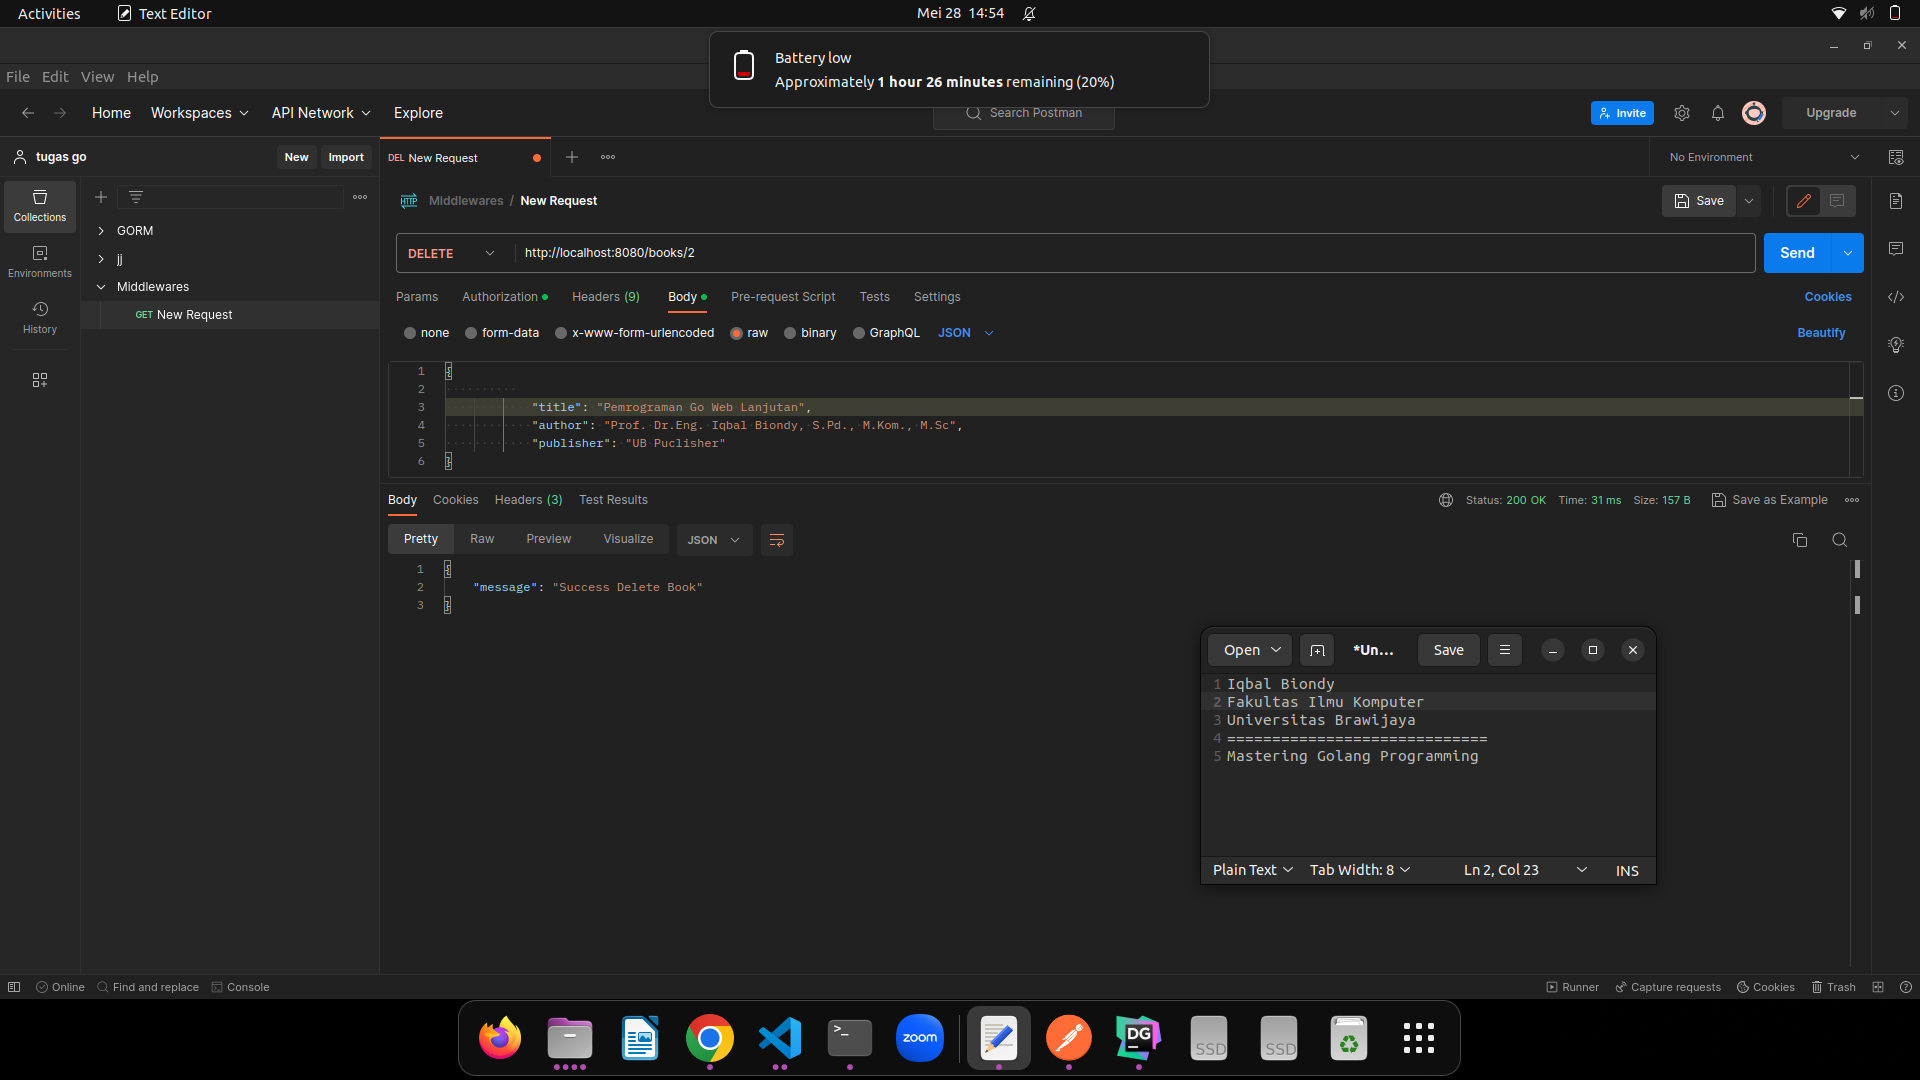 Activities Text Editor Mei 28 14:54
Battery low
Approximately 1 hour 26 minutes remaining (20%)
File Edit View Help
Home Workspaces API Network Explore Search Postman Invite Upgrade
tugas go New Import DEL New Request No Environment
Collections
Environments
History
GORM
jj
Middlewares
GET New Request
HTTP Middlewares / New Request Save
DELETE http://localhost:8080/books/2 Send
Params Authorization Headers (9) Body Pre-request Script Tests Settings Cookies
none form-data x-www-form-urlencoded raw binary GraphQL JSON Beautify
1 {
2
3 "title": "Pemrograman Go Web Lanjutan",
4 "author": "Prof. Dr.Eng. Iqbal Biondy, S.Pd., M.Kom., M.Sc",
5 "publisher": "UB Puclisher"
6 }
Body Cookies Headers (3) Test Results Status: 200 OK Time: 31 ms Size: 157 B Save as Example
Pretty Raw Preview Visualize JSON
1 {
2 "message": "Success Delete Book"
3 }
Open *Un... Save
1 Iqbal Biondy
2 Fakultas Ilmu Komputer
3 Universitas Brawijaya
4 =============================
5 Mastering Golang Programming
Plain Text Tab Width: 8 Ln 2, Col 23 INS
Online Find and replace Console Runner Capture requests Cookies Trash
>_ zoom DG SSD SSD